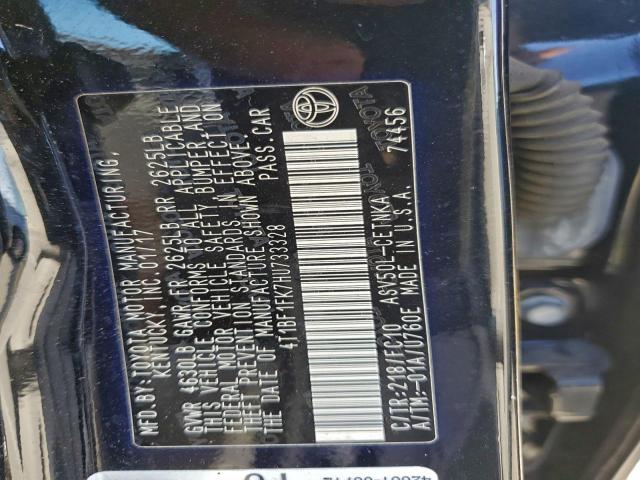 MFD. BY: TOYOTA MOTOR MANUFACTURING,
KENTUCKY, INC. 01/17
GVWR 4630LB GAWR FR 2625LB RR 2625LB
THIS VEHICLE CONFORMS TO ALL APPLICABLE
FEDERAL MOTOR VEHICLE SAFETY, BUMPER, AND
THEFT PREVENTION STANDARDS IN EFFECT ON
THE DATE OF MANUFACTURE SHOWN ABOVE.
4T1BF1FK7HU733328 PASS.CAR
C/TR:218/FC10 ASV50L-CETNKA
A/TM:-01A/U760E MADE IN U.S.A. 74456
TOYOTA